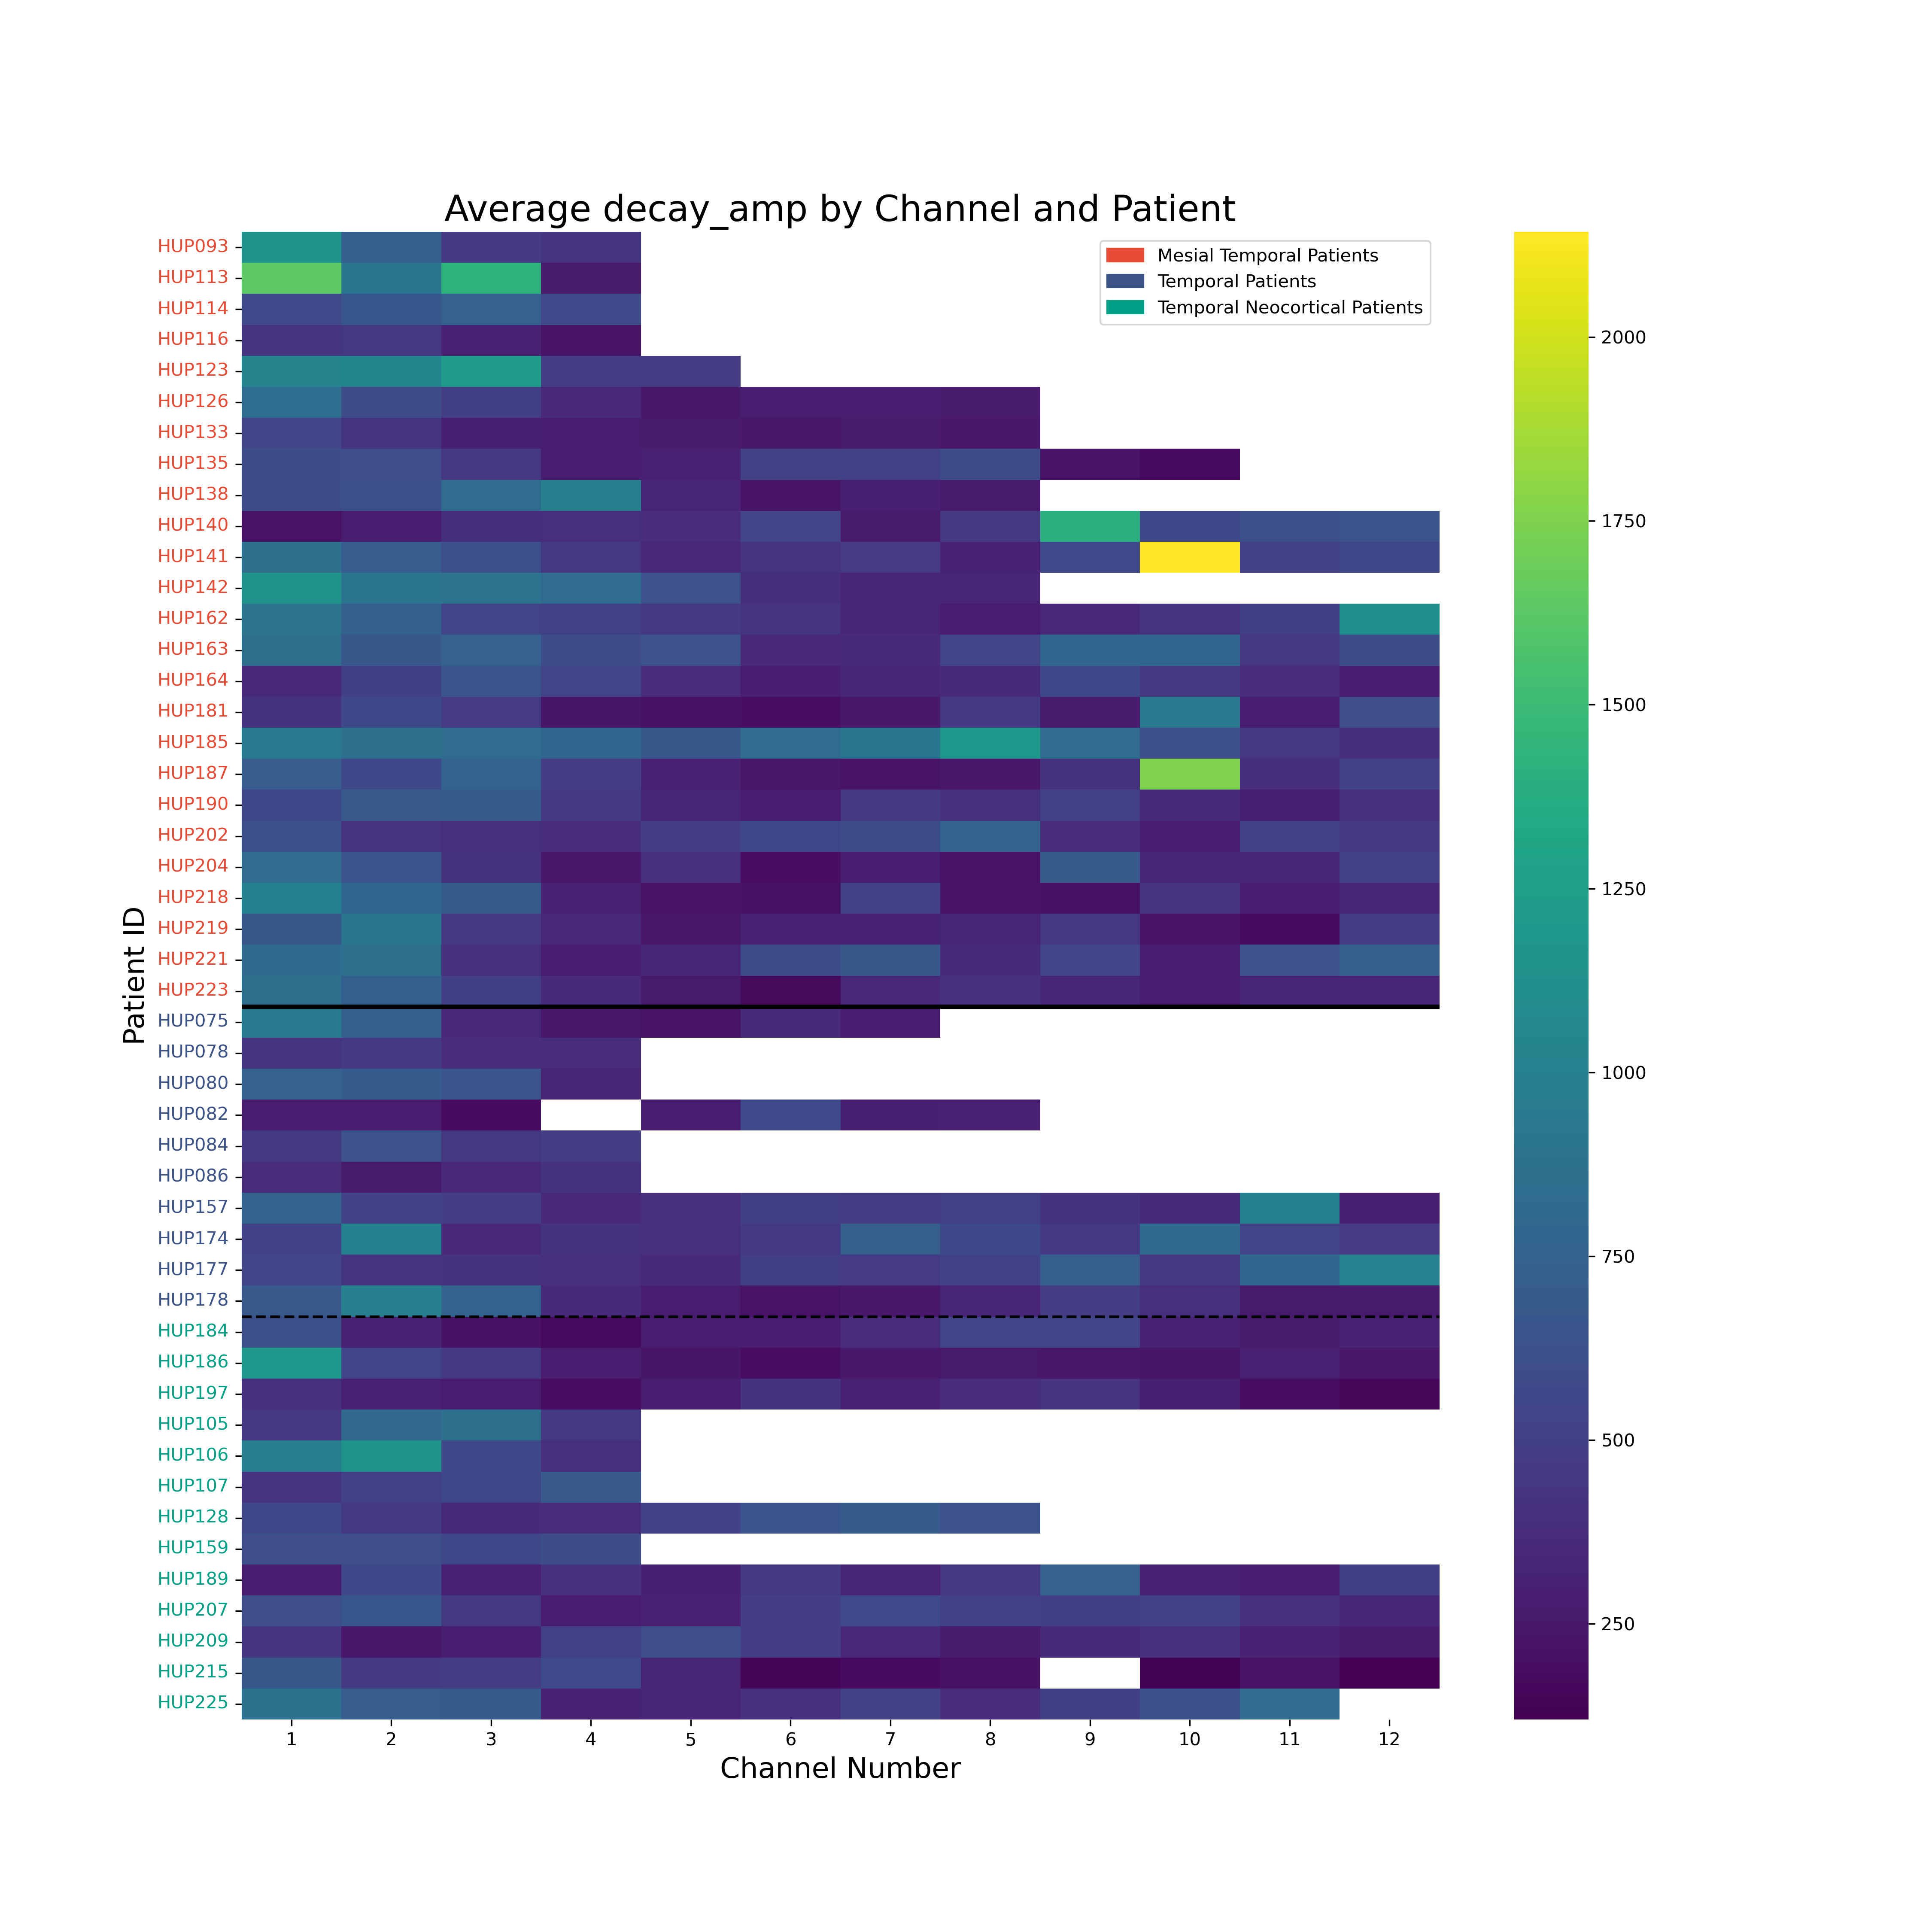 Average decay_amp by Channel and Patient
Mesial Temporal Patients
Temporal Patients
Temporal Neocortical Patients
Patient ID
HUP093
HUP113
HUP114
HUP116
HUP123
HUP126
HUP133
HUP135
HUP138
HUP140
HUP141
HUP142
HUP162
HUP163
HUP164
HUP181
HUP185
HUP187
HUP190
HUP202
HUP204
HUP218
HUP219
HUP221
HUP223
HUP075
HUP078
HUP080
HUP082
HUP084
HUP086
HUP157
HUP174
HUP177
HUP178
HUP184
HUP186
HUP197
HUP105
HUP106
HUP107
HUP128
HUP159
HUP189
HUP207
HUP209
HUP215
HUP225
1 2 3 4 5 6 7 8 9 10 11 12
Channel Number
2000
1750
1500
1250
1000
750
500
250